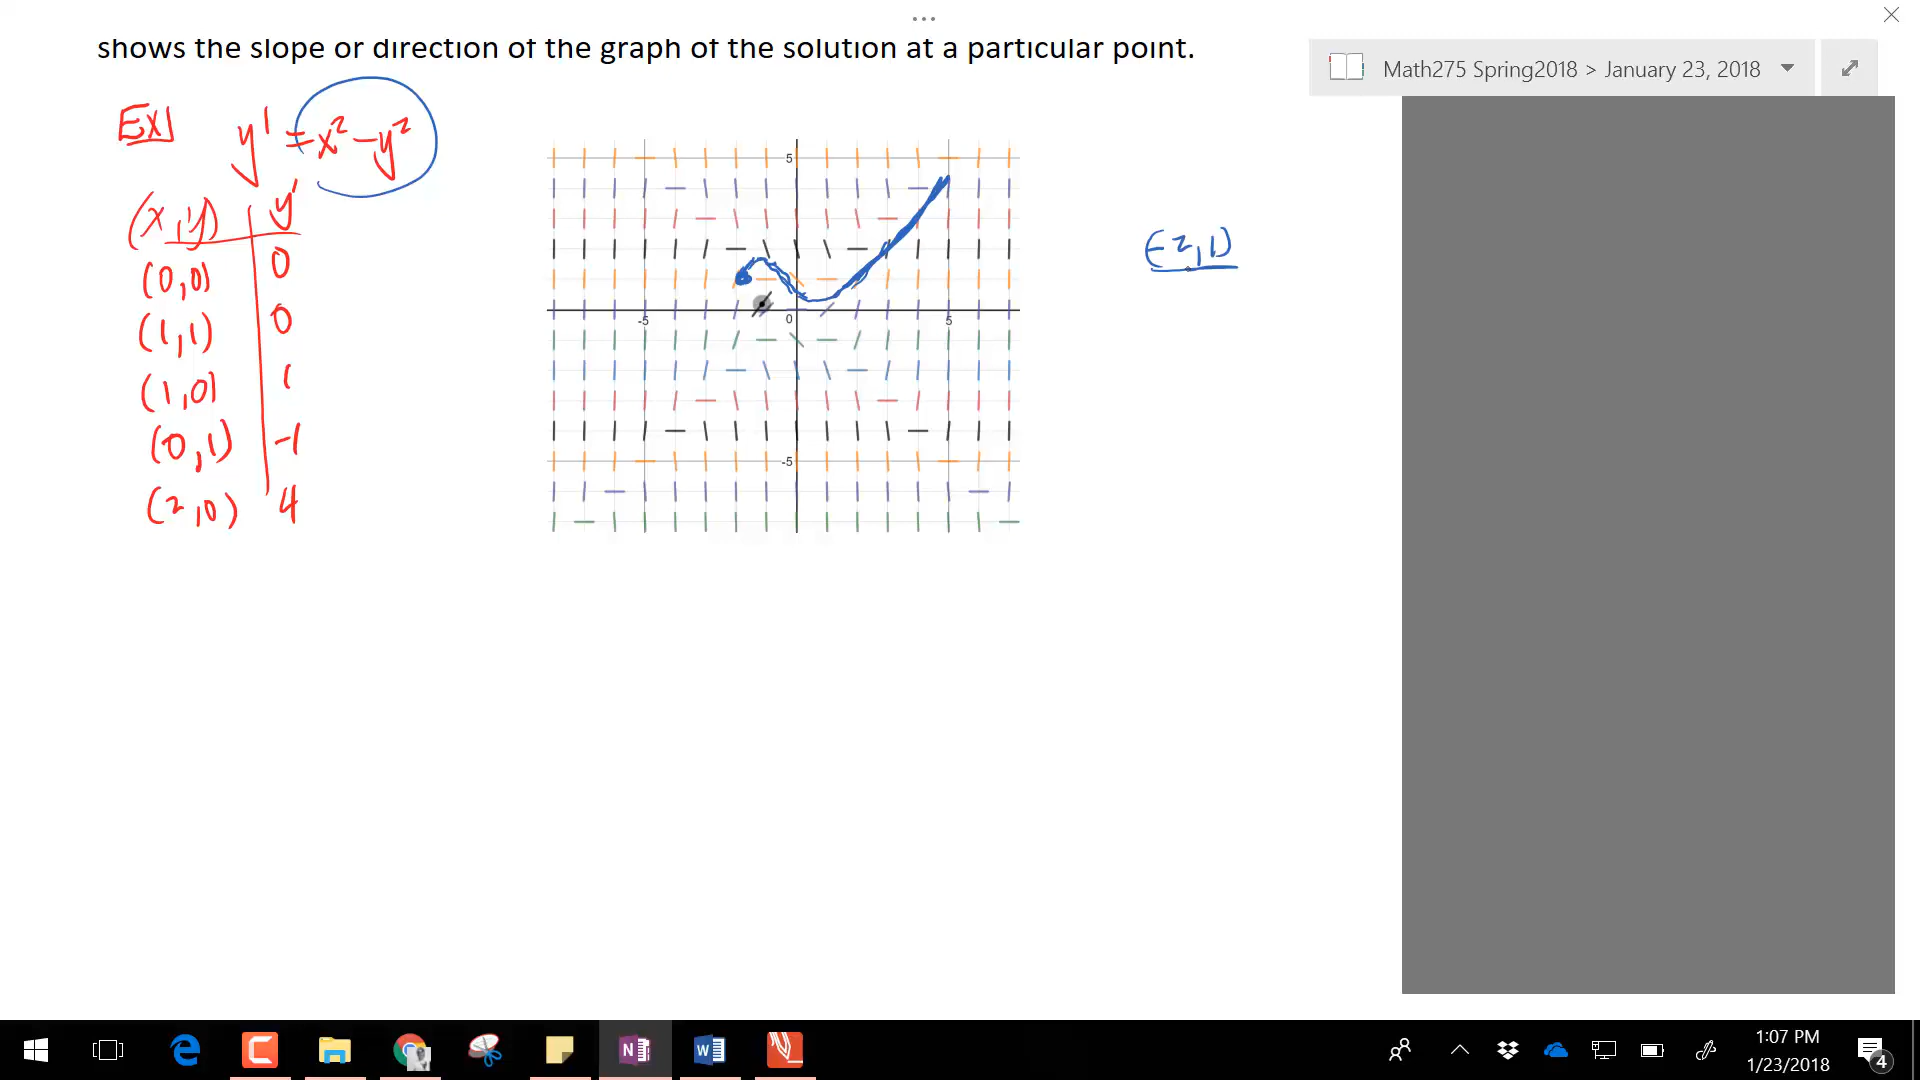 shows the slope or direction of the graph of the solution at a particular point.
Math275 Spring2018 > January 23, 2018
Ex1 y' = x² - y²
(x, y) y'
(0,0) 0
(1,1) 0
(1,0) 1
(0,1) -1
(2,0) 4
5
-5
0
5
-5
(-2,1)
1:07 PM
1/23/2018
4